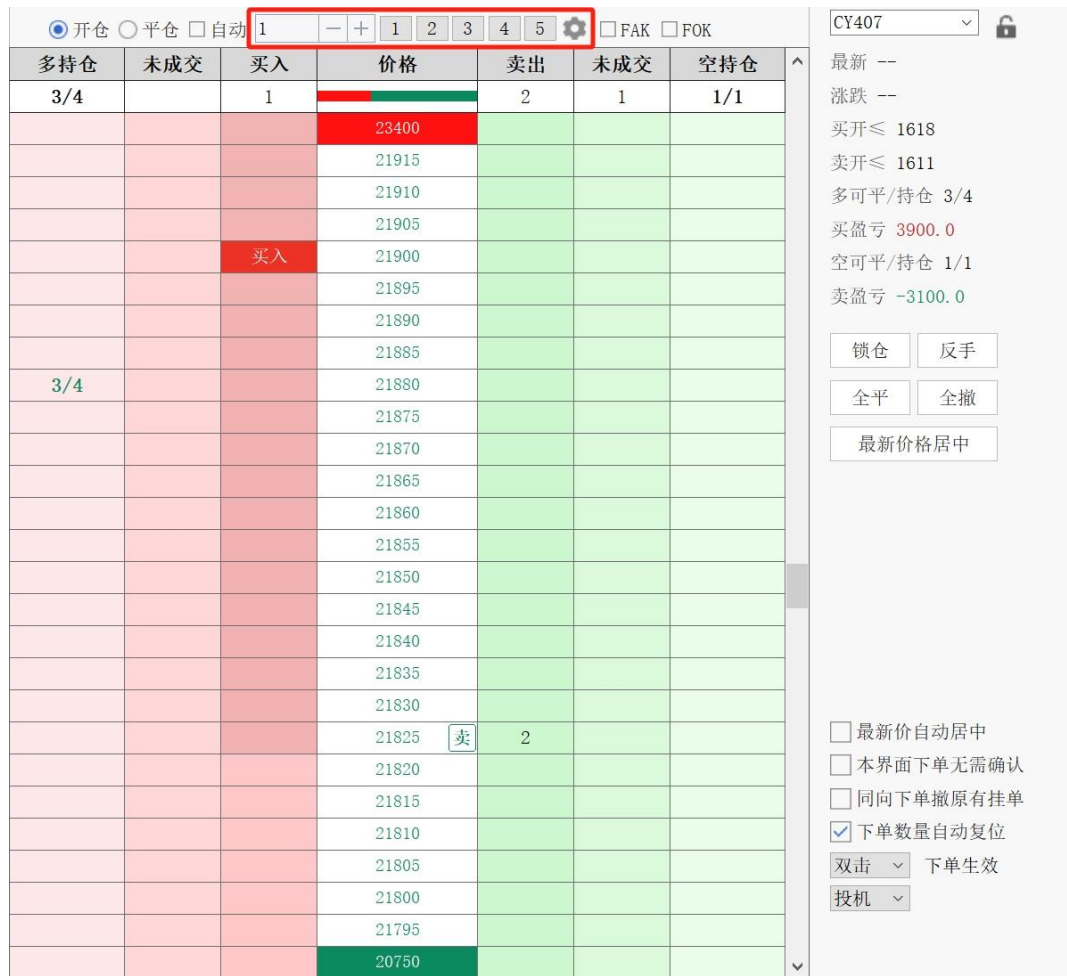 开仓 平仓 自动 1 − + 1 2 3 4 5 FAK FOK
多持仓 未成交 买入 价格 卖出 未成交 空持仓
3/4 1 2 1 1/1
23400
21915
21910
21905
买入 21900
21895
21890
21885
3/4 21880
21875
21870
21865
21860
21855
21850
21845
21840
21835
21830
21825 卖 2
21820
21815
21810
21805
21800
21795
20750
CY407
最新 --
涨跌 --
买开≤ 1618
卖开≤ 1611
多可平/持仓 3/4
买盈亏 3900.0
空可平/持仓 1/1
卖盈亏 -3100.0
锁仓 反手
全平 全撤
最新价格居中
最新价自动居中
本界面下单无需确认
同向下单撤原有挂单
下单数量自动复位
双击 下单生效
投机